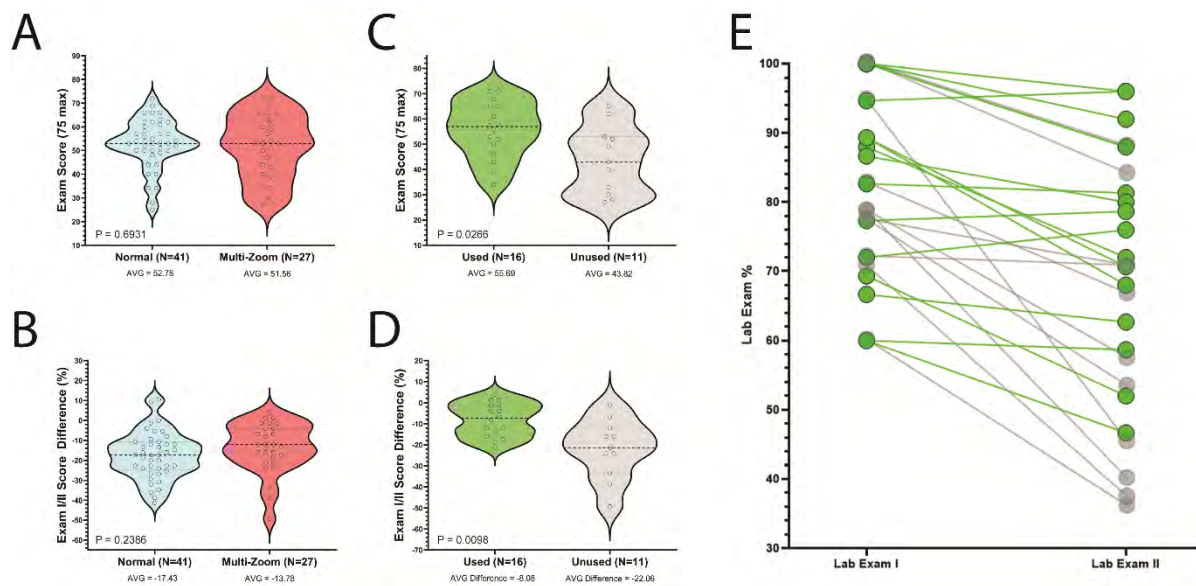 A
Exam Score (75 max)
90
80
70
60
50
40
30
20
10
P = 0.6931
Normal (N=41)
Multi-Zoom (N=27)
AVG = 52.78
AVG = 51.56
B
Exam I/II Score Difference (%)
30
20
10
0
-10
-20
-30
-40
-50
-60
P = 0.2386
Normal (N=41)
Multi-Zoom (N=27)
AVG = -17.43
AVG = -13.78
C
Exam Score (75 max)
90
80
70
60
50
40
30
20
10
P = 0.0266
Used (N=16)
Unused (N=11)
AVG = 55.69
AVG = 43.82
D
Exam I/II Score Difference (%)
20
10
0
-10
-20
-30
-40
-50
-60
-70
P = 0.0098
Used (N=16)
Unused (N=11)
AVG Difference = -8.08
AVG Difference = -22.06
E
Lab Exam %
100
90
80
70
60
50
40
30
Lab Exam I
Lab Exam II